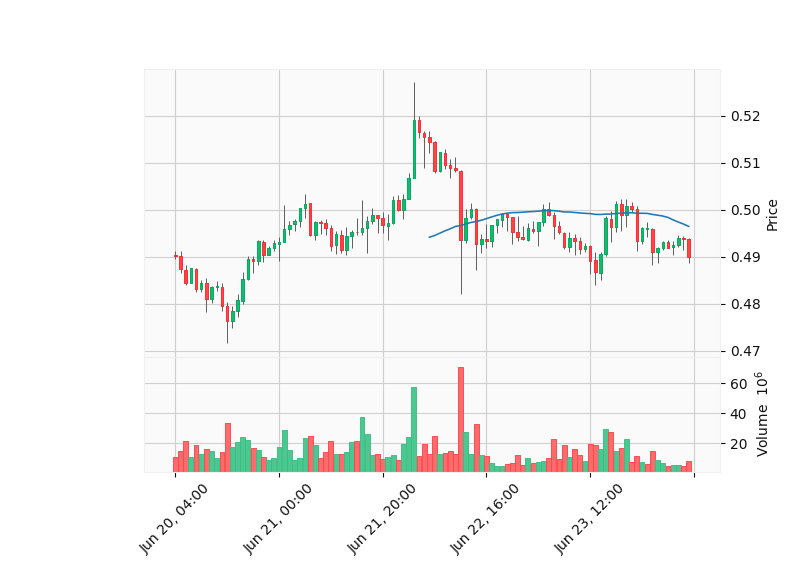 0.52
0.51
0.50
0.49
0.48
0.47
Price
60
40
20
Volume 10^6
Jun 20, 04:00
Jun 21, 00:00
Jun 21, 20:00
Jun 22, 16:00
Jun 23, 12:00